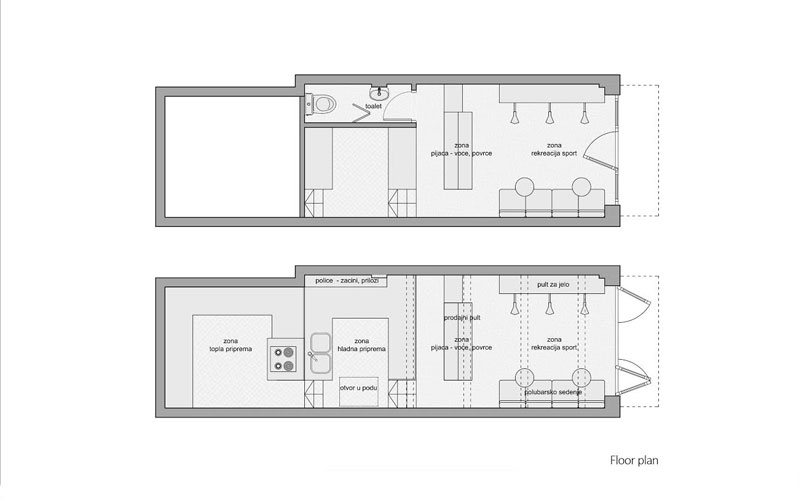 toalet
zona
pijaca - voce, povrce
zona
rekreacija sport
police - zacini, prilozi
pult za jelo
prodajni pult
zona
topla priprema
zona
hladna priprema
zona
pijaca - voće, povrce
zona
rekreacija sport
otvor u podu
polubarsko sedenje
Floor plan